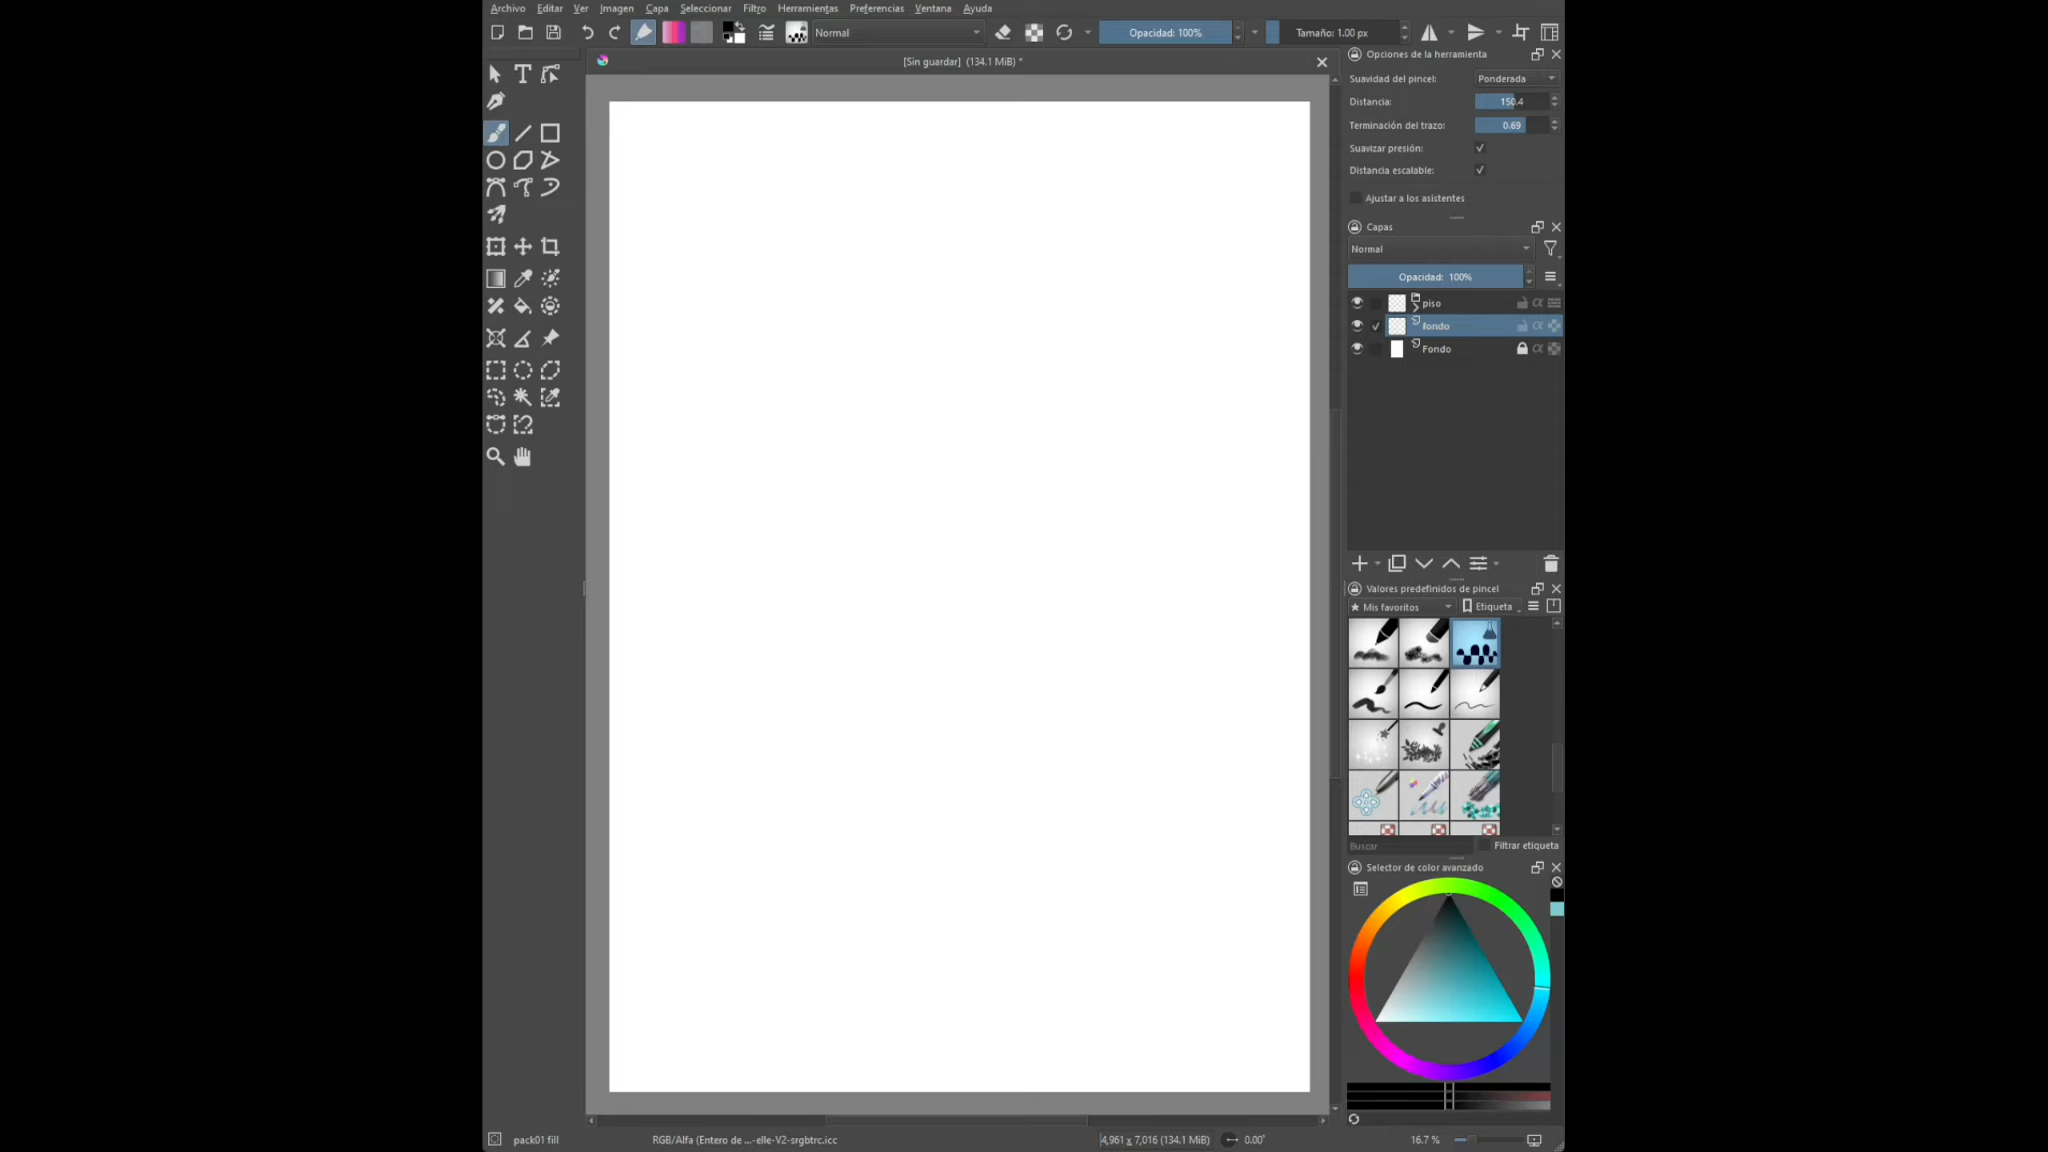 Archivo Editar Ver Imagen Capa Seleccionar Filtro Herramientas Preferencias Ventana Ayuda
Normal Opacidad: 100% Tamaño: 1.00 px
[Sin guardar] (134.1 MiB) *
Opciones de la herramienta
Suavidad del pincel: Ponderada
Distancia: 150.4
Terminación del trazo: 0.69
Suavizar presión:
Distancia escalable:
Ajustar a los asistentes
Capas
Normal
Opacidad: 100%
piso
fondo
Fondo
Valores predefinidos de pincel
Mis favoritos Etiqueta
Buscar Filtrar etiqueta
Selector de color avanzado
pack01 fill RGB/Alfa (Entero de ...-elle-V2-srgbtrc.icc 4,961 x 7,016 (134.1 MiB) 0.00° 16.7 %